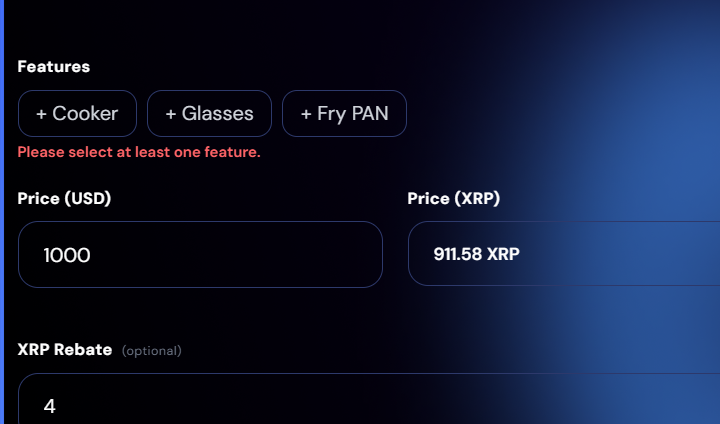 Features
+ Cooker + Glasses + Fry PAN
Please select at least one feature.
Price (USD) Price (XRP)
1000 911.58 XRP
XRP Rebate (optional)
4